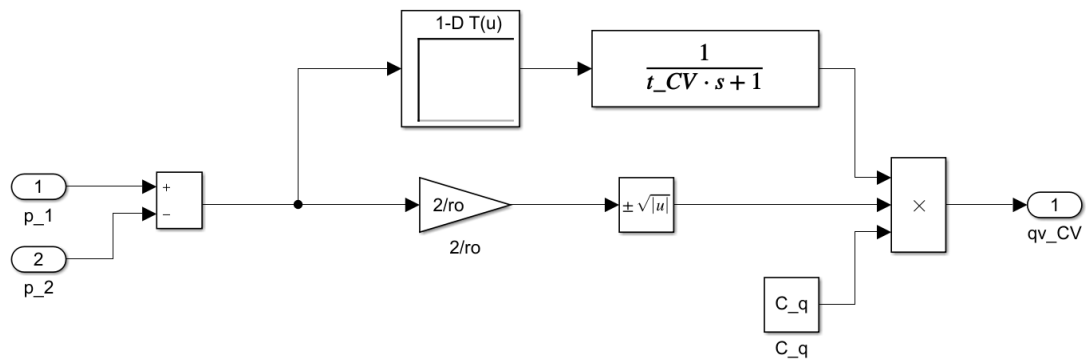 1-D T(u)
1
t_CV · s + 1
1
+
−
p_1
2
p_2
2/ro
2/ro
± √|u|
×
1
qv_CV
C_q
C_q